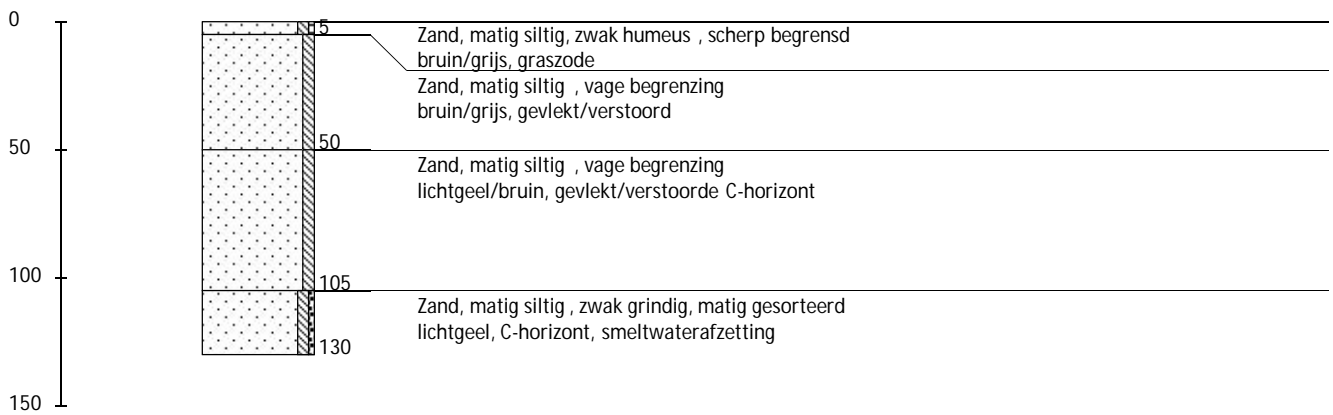 0
5
Zand, matig siltig, zwak humeus , scherp begrensd
bruin/grijs, graszode
Zand, matig siltig , vage begrenzing
bruin/grijs, gevlekt/verstoord
50
50
Zand, matig siltig , vage begrenzing
lichtgeel/bruin, gevlekt/verstoorde C-horizont
100
105
Zand, matig siltig , zwak grindig, matig gesorteerd
lichtgeel, C-horizont, smeltwaterafzetting
130
150